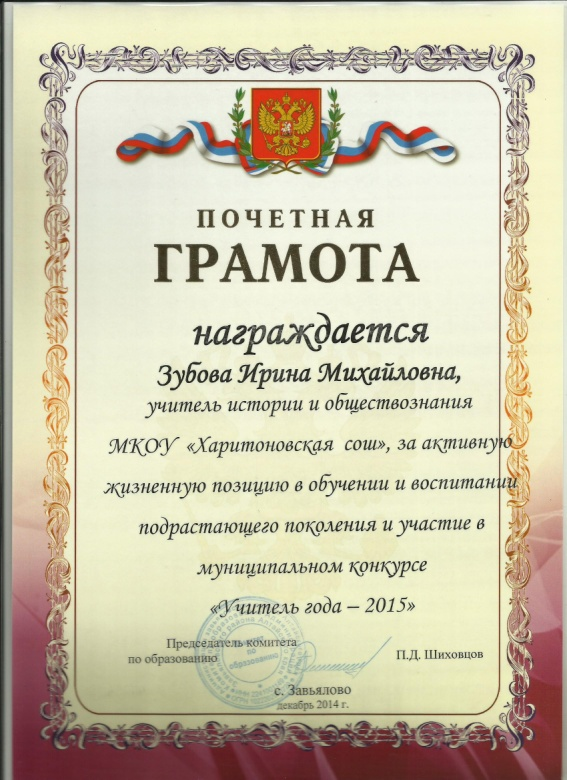 ПОЧЕТНАЯ
ГРАМОТА
награждается
Зубова Ирина Михайловна,
учитель истории и обществознания
МКОУ «Харитоновская сош», за активную
жизненную позицию в обучении и воспитании
подрастающего поколения и участие в
муниципальном конкурсе
«Учитель года – 2015»
Председатель комитета
по образованию П.Д. Шиховцов
с. Завьялово
декабрь 2014 г.